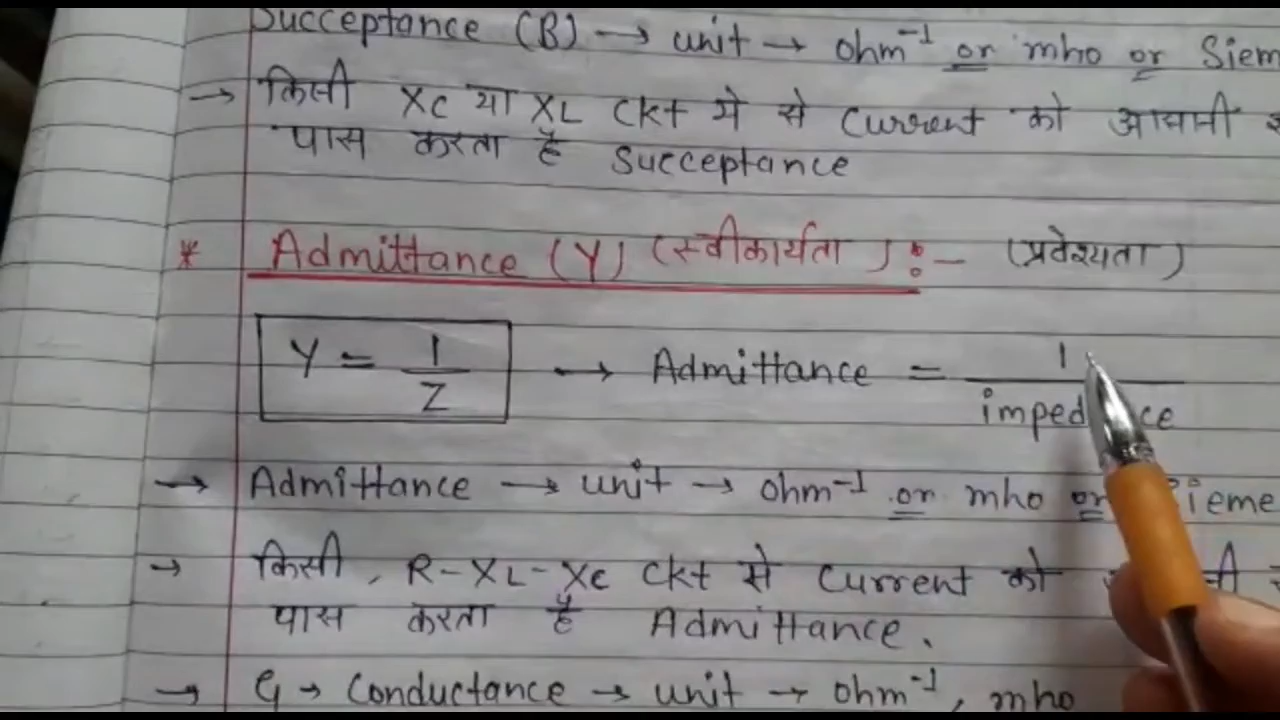 Succeptance (B) → unit → ohm⁻¹ or mho or Siem
→ किसी XC या XL Ckt मे से Current को आसानी
पास करता है Succeptance
* Admittance (Y) (स्वीकार्यता) :- (प्रवेश्यता)
Y = 1/Z → Admittance = 1/
→ Admittance → unit → ohm⁻¹ or mho or Sieme
→ किसी, R-XL-XC Ckt से Current को
पास करता है Admittance.
→ G → Conductance → unit → ohm⁻¹, mho